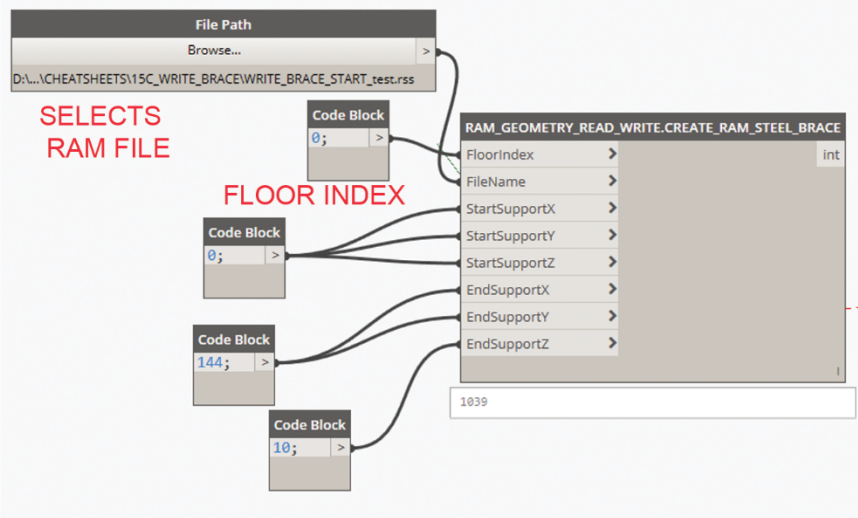 File Path
Browse...
>
D:\...\CHEATSHEETS\15C_WRITE_BRACE\WRITE_BRACE_START_test.rss
SELECTS
RAM FILE
Code Block
0;
>
FLOOR INDEX
Code Block
0;
>
Code Block
144;
>
Code Block
10;
>
RAM_GEOMETRY_READ_WRITE.CREATE_RAM_STEEL_BRACE
FloorIndex >
int
FileName >
StartSupportX >
StartSupportY >
StartSupportZ >
EndSupportX >
EndSupportY >
EndSupportZ >
1039